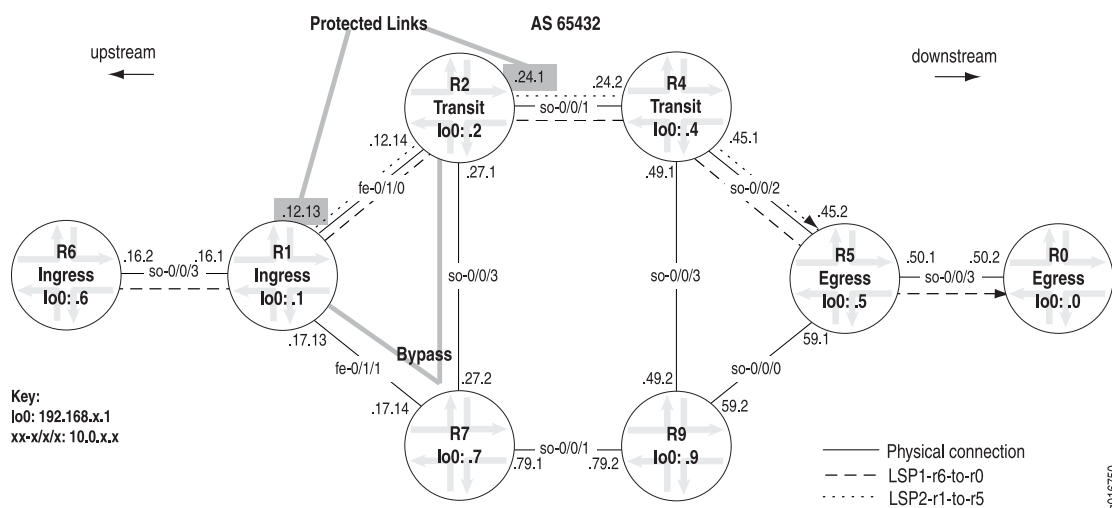 Protected Links
AS 65432
upstream
downstream
R2
Transit
lo0: .2
.24.1
.24.2
so-0/0/1
R4
Transit
lo0: .4
.12.14
.27.1
.49.1
.45.1
fe-0/1/0
so-0/0/2
.12.13
.45.2
R6
Ingress
lo0: .6
.16.2
.16.1
so-0/0/3
R1
Ingress
lo0: .1
so-0/0/3
so-0/0/3
R5
Egress
lo0: .5
.50.1
.50.2
so-0/0/3
R0
Egress
lo0: .0
.17.13
59.1
Bypass
fe-0/1/1
so-0/0/0
.27.2
.49.2
59.2
.17.14
Key:
lo0: 192.168.x.1
xx-x/x/x: 10.0.x.x
R7
lo0: .7
.79.1
so-0/0/1
.79.2
R9
lo0: .9
Physical connection
LSP1-r6-to-r0
LSP2-r1-to-r5